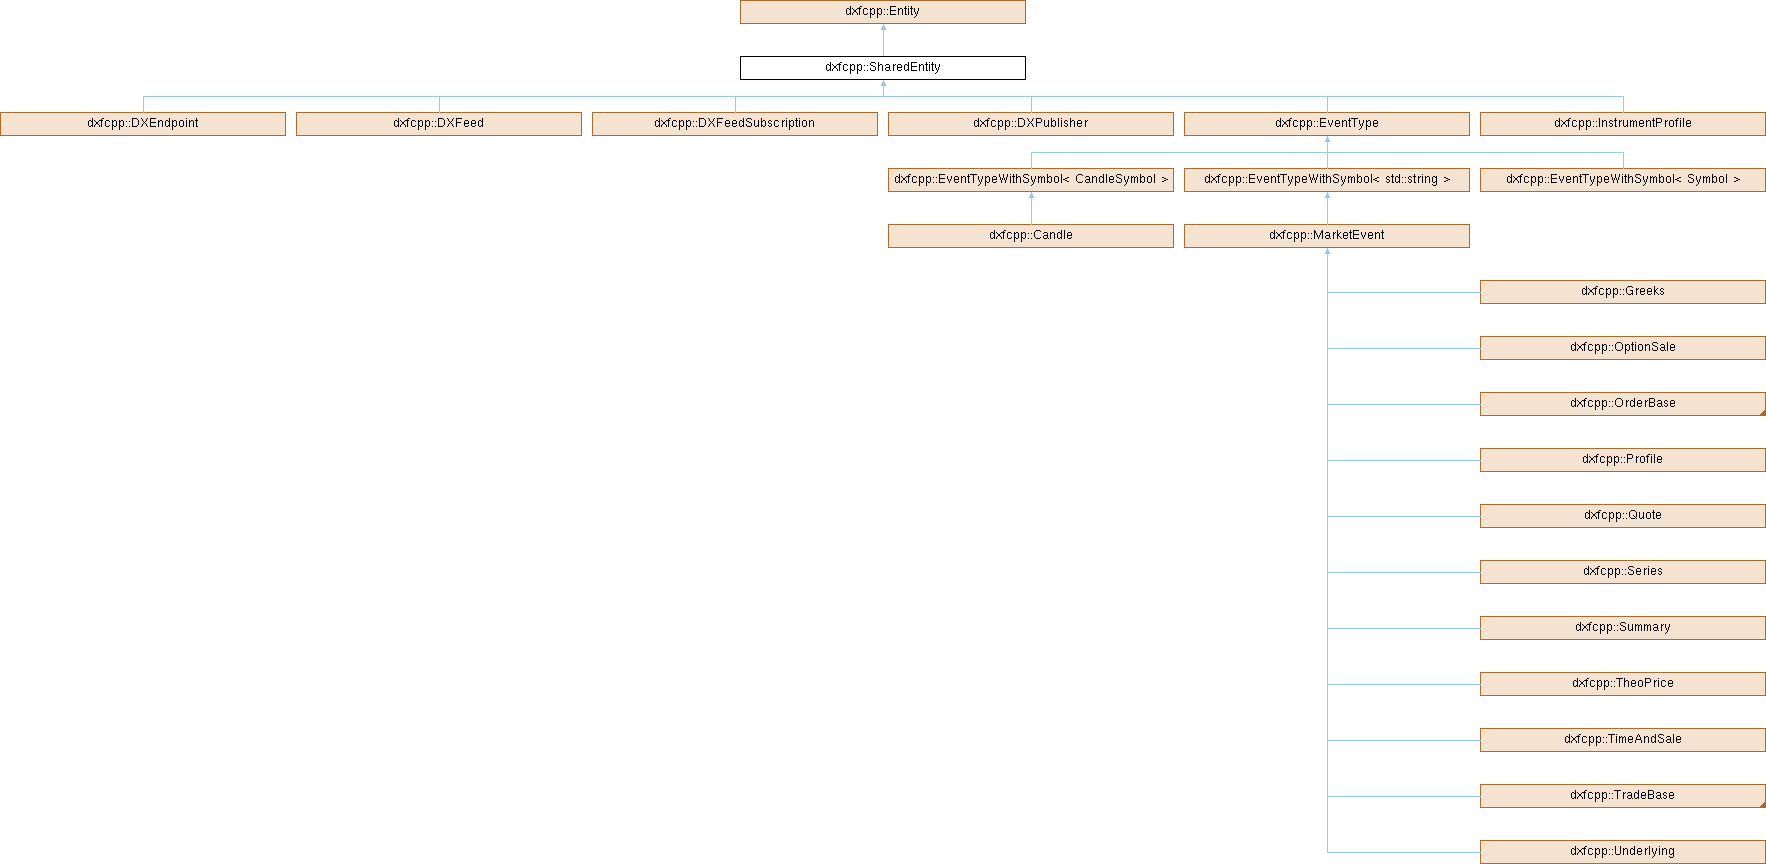 dxfcpp::Entity
dxfcpp::SharedEntity
dxfcpp::DXEndpoint
dxfcpp::DXFeed
dxfcpp::DXFeedSubscription
dxfcpp::DXPublisher
dxfcpp::EventType
dxfcpp::InstrumentProfile
dxfcpp::EventTypeWithSymbol< CandleSymbol >
dxfcpp::EventTypeWithSymbol< std::string >
dxfcpp::EventTypeWithSymbol< Symbol >
dxfcpp::Candle
dxfcpp::MarketEvent
dxfcpp::Greeks
dxfcpp::OptionSale
dxfcpp::OrderBase
dxfcpp::Profile
dxfcpp::Quote
dxfcpp::Series
dxfcpp::Summary
dxfcpp::TheoPrice
dxfcpp::TimeAndSale
dxfcpp::TradeBase
dxfcpp::Underlying